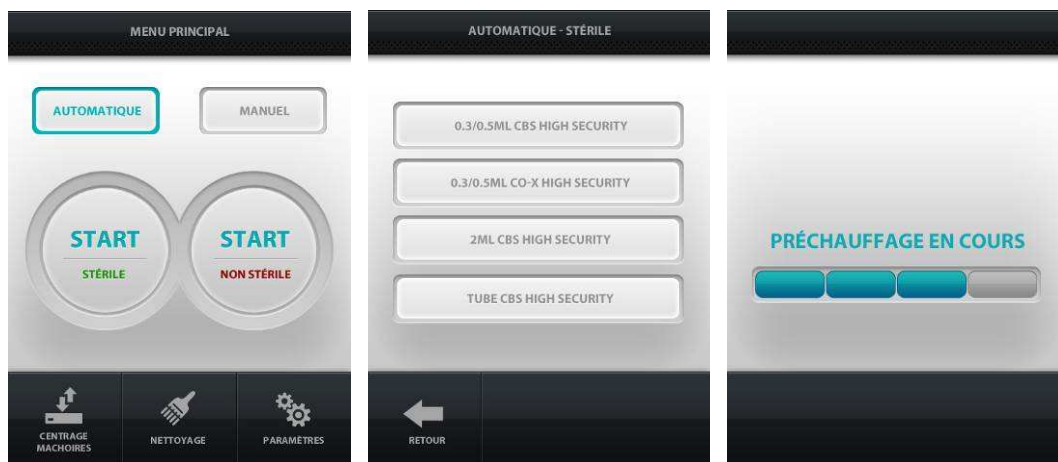 MENU PRINCIPAL
AUTOMATIQUE
MANUEL
START
STÉRILE
START
NON STÉRILE
CENTRAGE
MACHOIRES
NETTOYAGE
PARAMÈTRES
AUTOMATIQUE - STÉRILE
0.3/0.5ML CBS HIGH SECURITY
0.3/0.5ML CO-X HIGH SECURITY
2ML CBS HIGH SECURITY
TUBE CBS HIGH SECURITY
RETOUR
PRÉCHAUFFAGE EN COURS